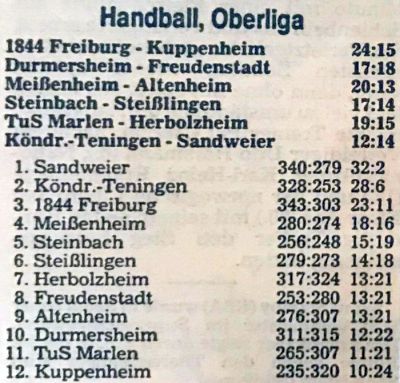 Handball, Oberliga
1844 Freiburg - Kuppenheim 24:15
Durmersheim - Freudenstadt 17:18
Meißenheim - Altenheim 20:13
Steinbach - Steißlingen 17:14
TuS Marlen - Herbolzheim 19:15
Köndr.-Teningen - Sandweier 12:14
1. Sandweier 340:279 32:2
2. Köndr.-Teningen 328:253 28:6
3. 1844 Freiburg 343:303 23:11
4. Meißenheim 280:274 18:16
5. Steinbach 256:248 15:19
6. Steißlingen 279:273 14:18
7. Herbolzheim 317:324 13:21
8. Freudenstadt 253:280 13:21
9. Altenheim 276:307 13:21
10. Durmersheim 311:315 12:22
11. TuS Marlen 265:307 11:21
12. Kuppenheim 235:320 10:24